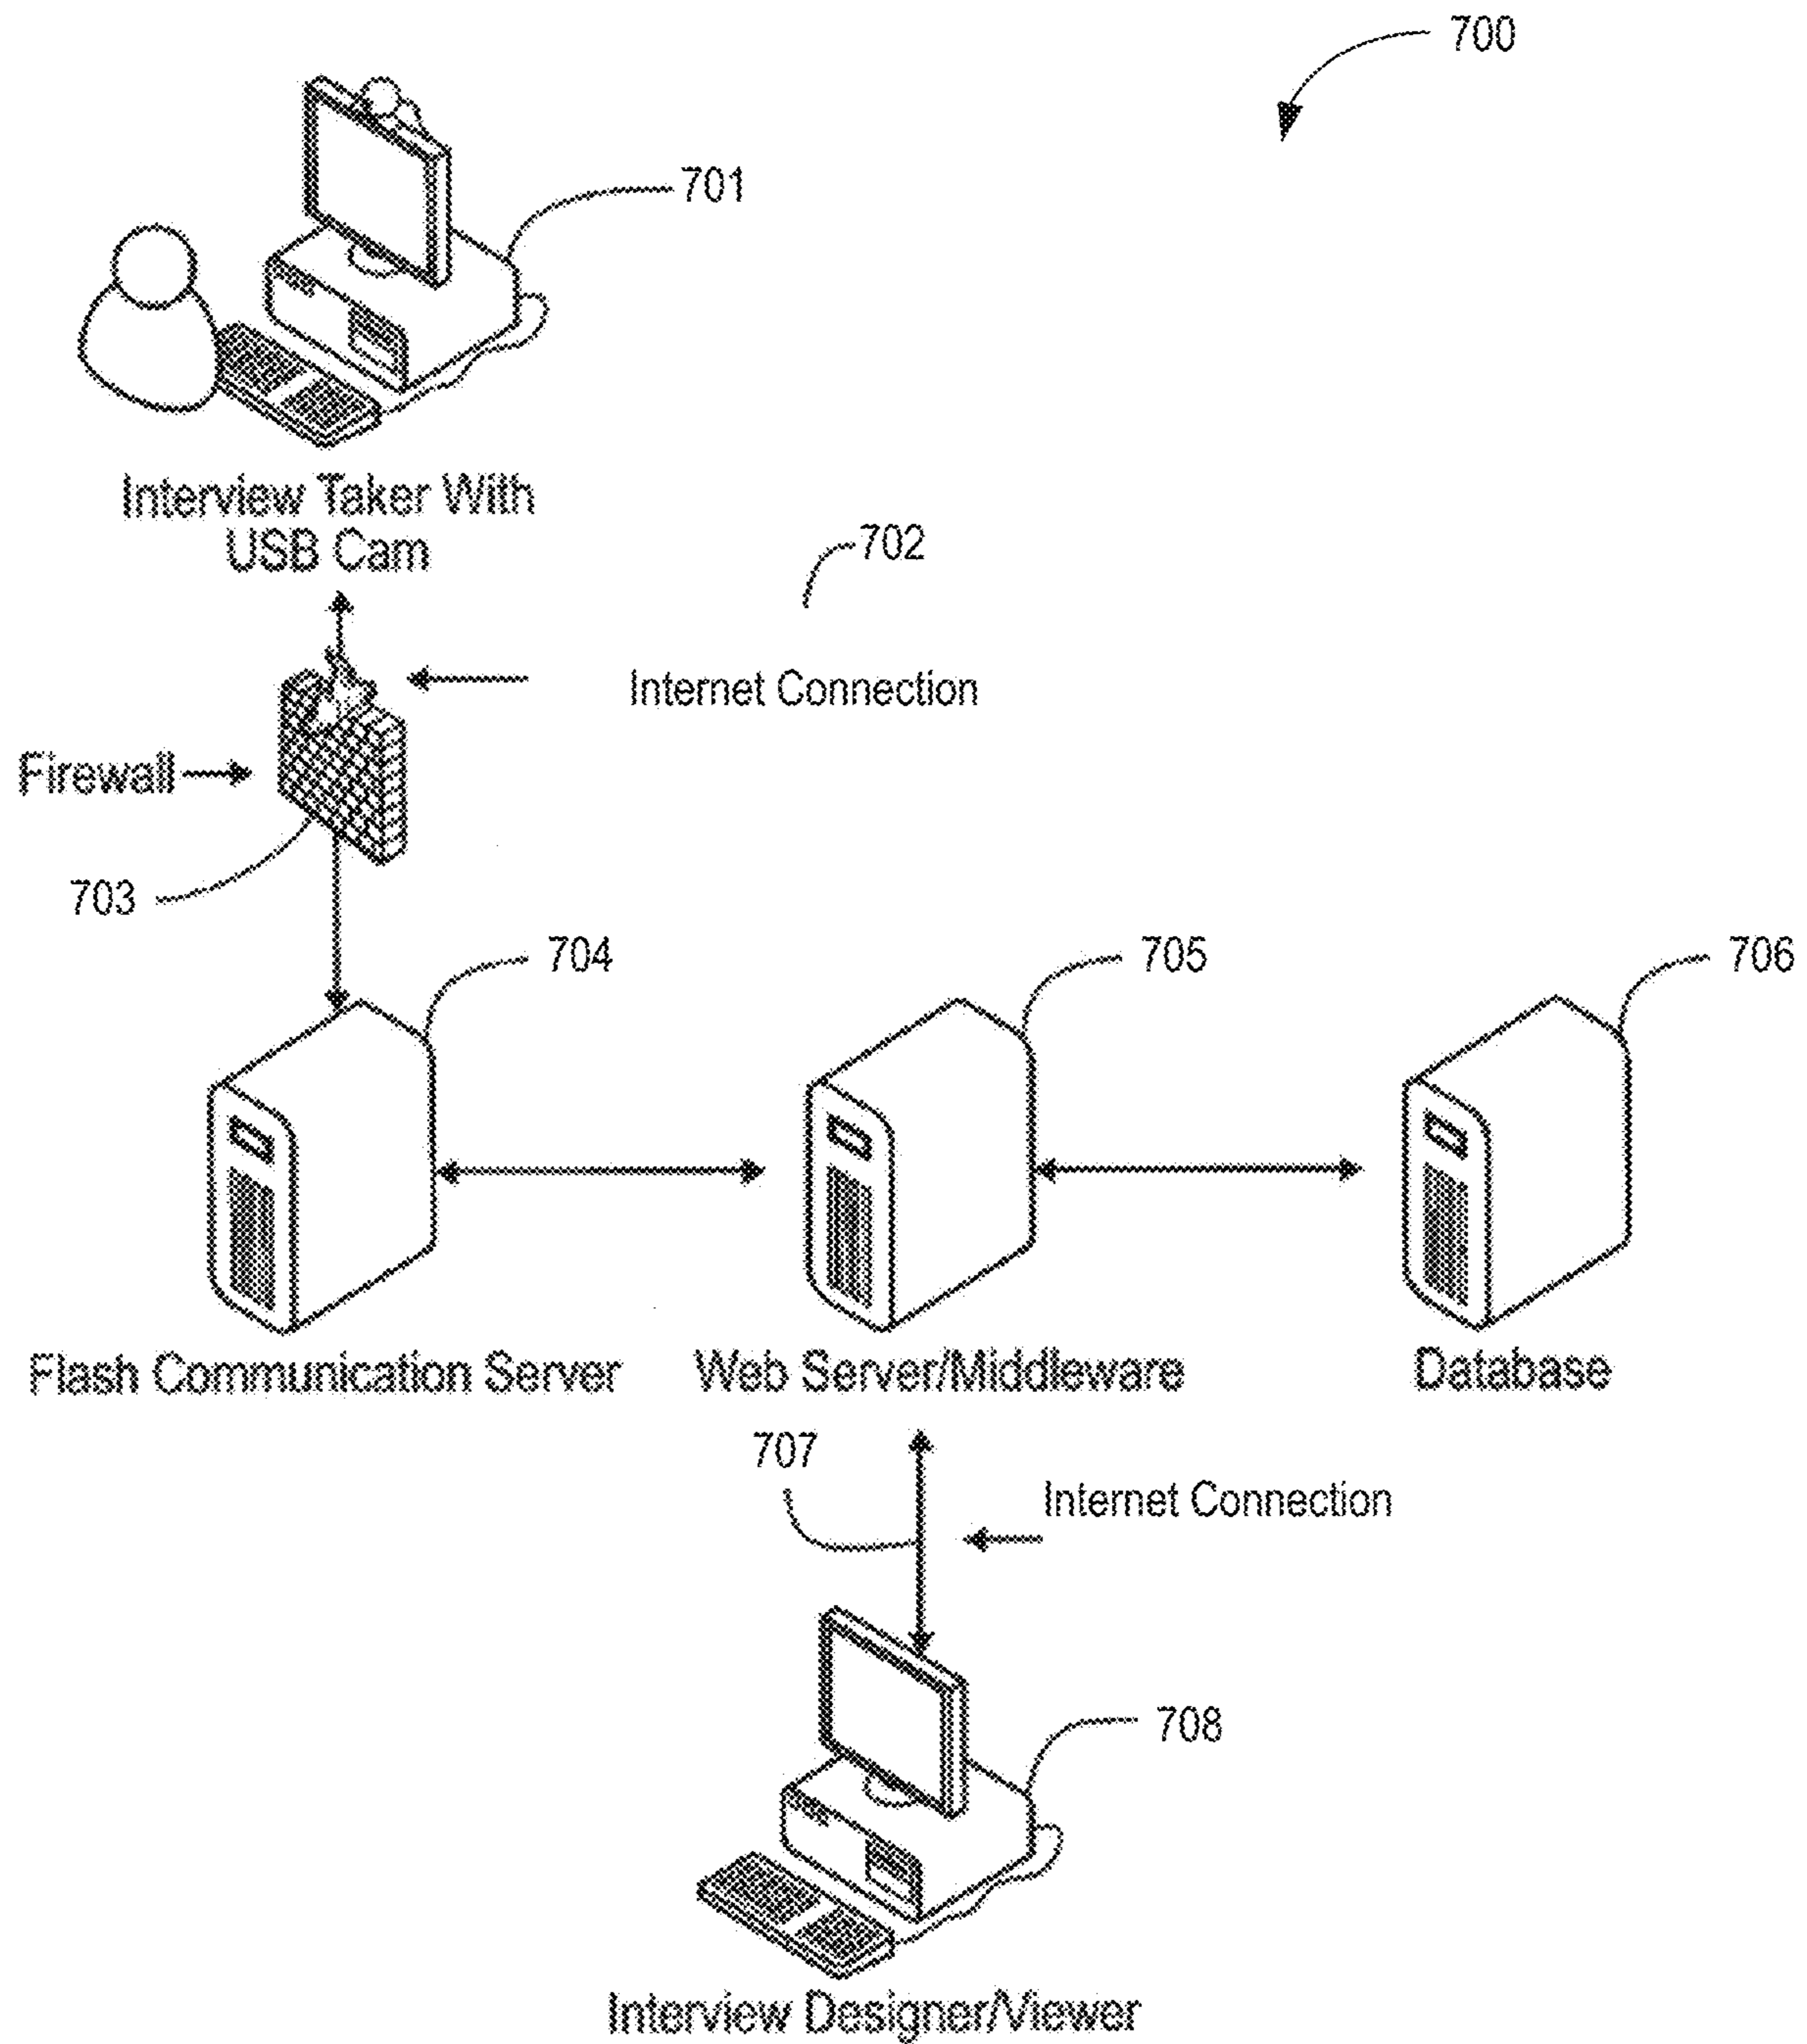 700
701
Interview Taker With
USB Cam
702
Internet Connection
Firewall
703
704
705
706
Flash Communication Server
Web Server/Middleware
Database
707
Internet Connection
708
Interview Designer/Viewer